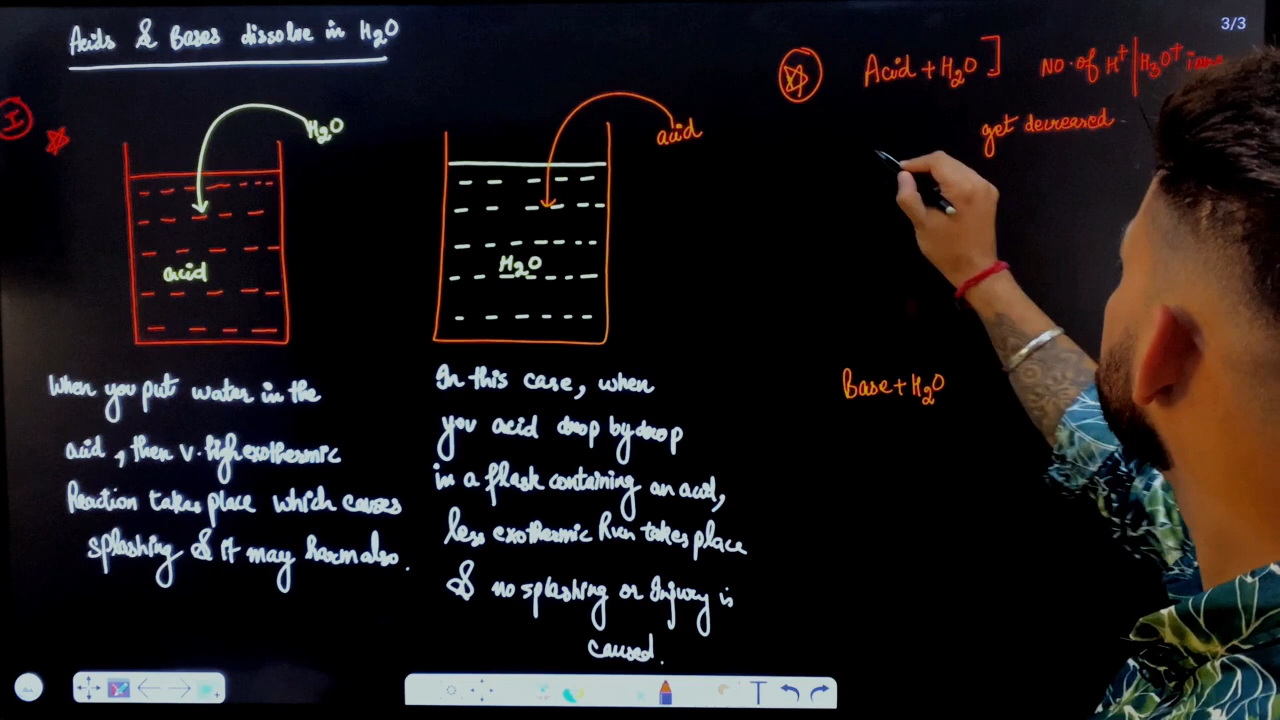 3/3
Acids & Bases dissolve in H₂O
I
H₂O
acid
acid
H₂O
When you put water in the
acid, then v.high exothermic
Reaction takes place which causes
splashing & it may harm also.
In this case, when
you acid drop by drop
in a flask containing an acid,
less exothermic Rxn takes place
& no splashing or Injury is
caused.
Acid + H₂O ] No. of H⁺ | H₃O⁺ ions
get decreased
Base + H₂O
T